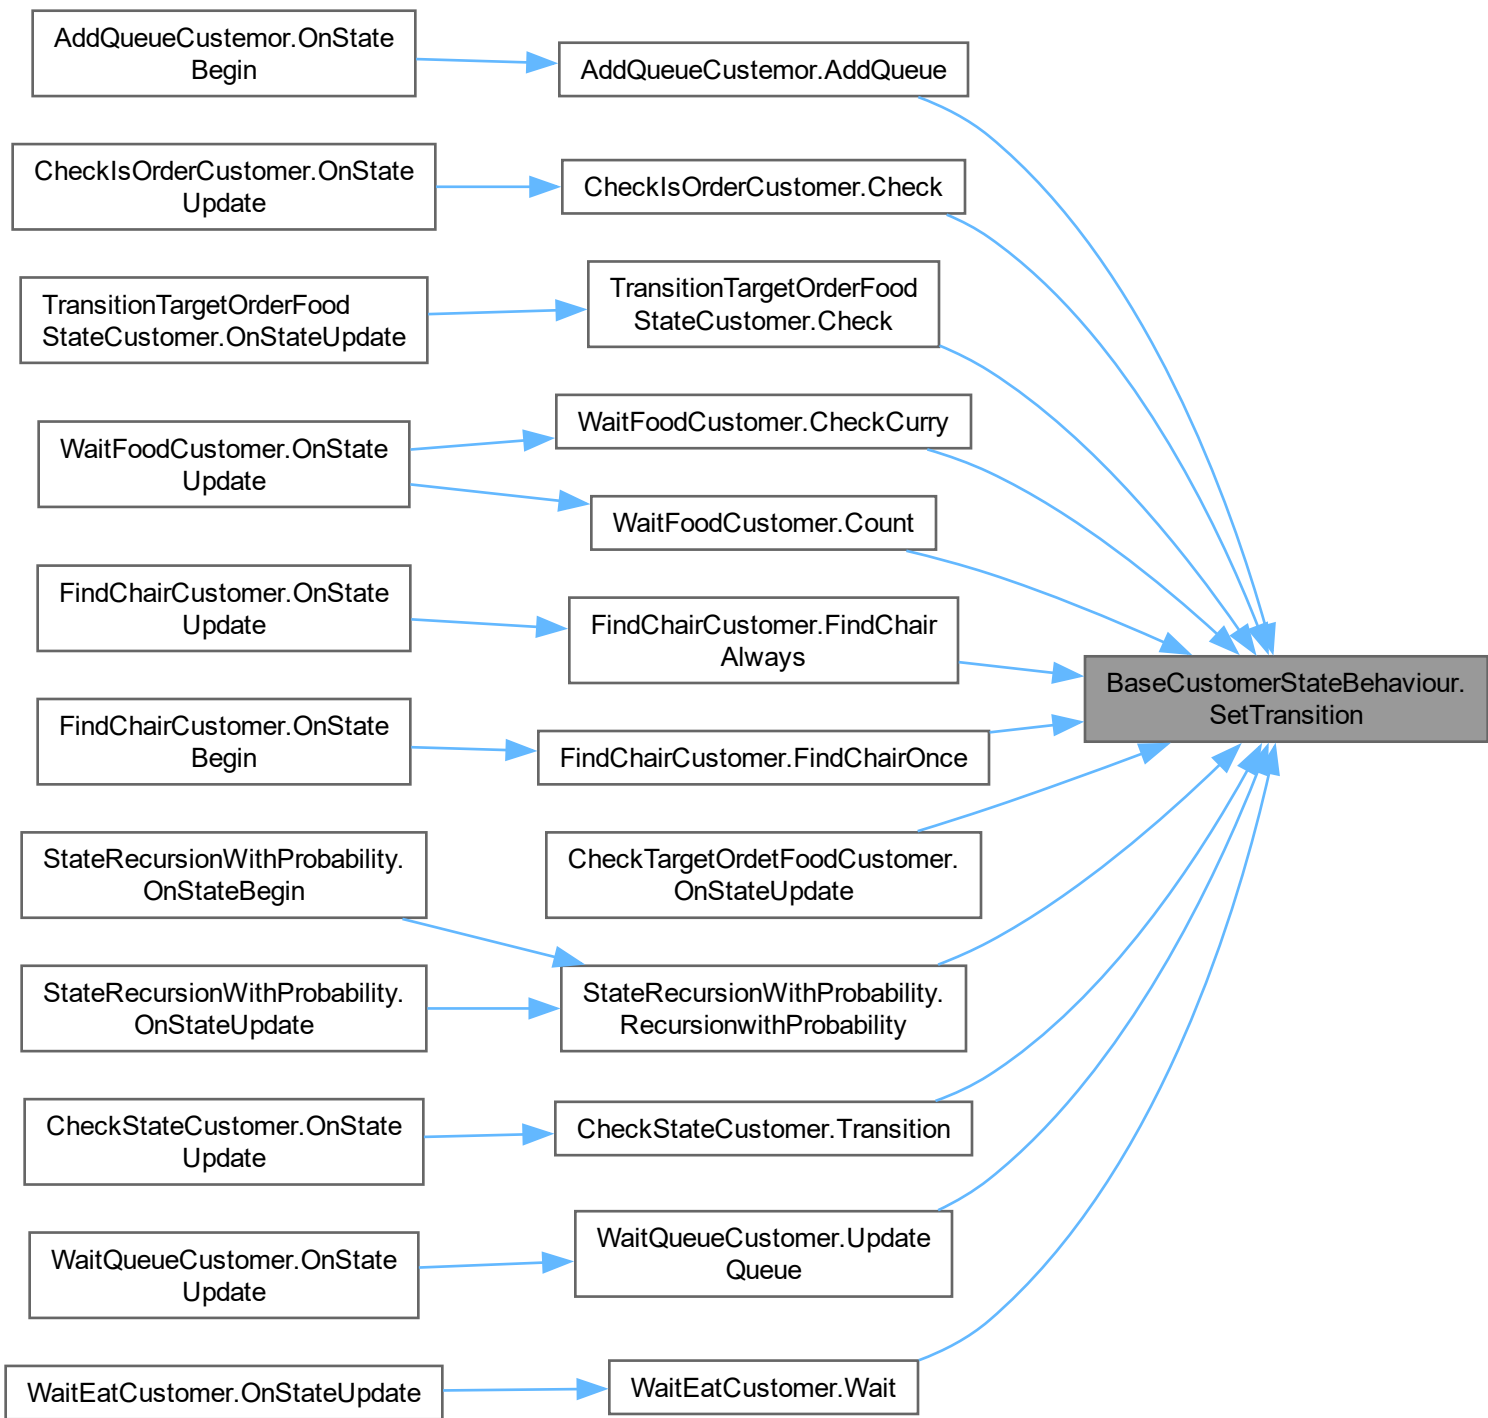 AddQueueCustemor.OnState
Begin
AddQueueCustemor.AddQueue
CheckIsOrderCustomer.OnState
Update
CheckIsOrderCustomer.Check
TransitionTargetOrderFood
StateCustomer.OnStateUpdate
TransitionTargetOrderFood
StateCustomer.Check
WaitFoodCustomer.OnState
Update
WaitFoodCustomer.CheckCurry
WaitFoodCustomer.Count
FindChairCustomer.OnState
Update
FindChairCustomer.FindChair
Always
BaseCustomerStateBehaviour.
SetTransition
FindChairCustomer.OnState
Begin
FindChairCustomer.FindChairOnce
CheckTargetOrdetFoodCustomer.
OnStateUpdate
StateRecursionWithProbability.
OnStateBegin
StateRecursionWithProbability.
OnStateUpdate
StateRecursionWithProbability.
RecursionwithProbability
CheckStateCustomer.OnState
Update
CheckStateCustomer.Transition
WaitQueueCustomer.OnState
Update
WaitQueueCustomer.Update
Queue
WaitEatCustomer.OnStateUpdate
WaitEatCustomer.Wait